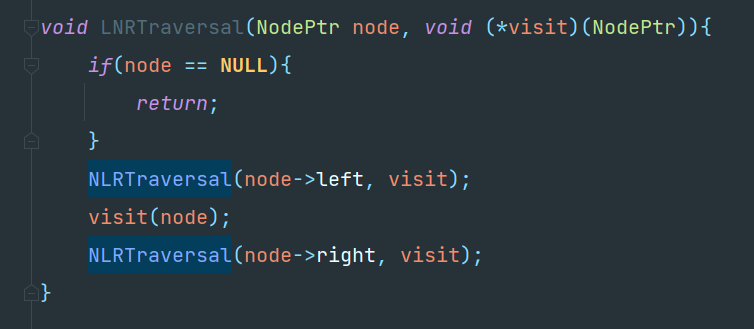 void LNRTraversal(NodePtr node, void (*visit)(NodePtr)){
    if(node == NULL){
        return;
    }
    NLRTraversal(node->left, visit);
    visit(node);
    NLRTraversal(node->right, visit);
}